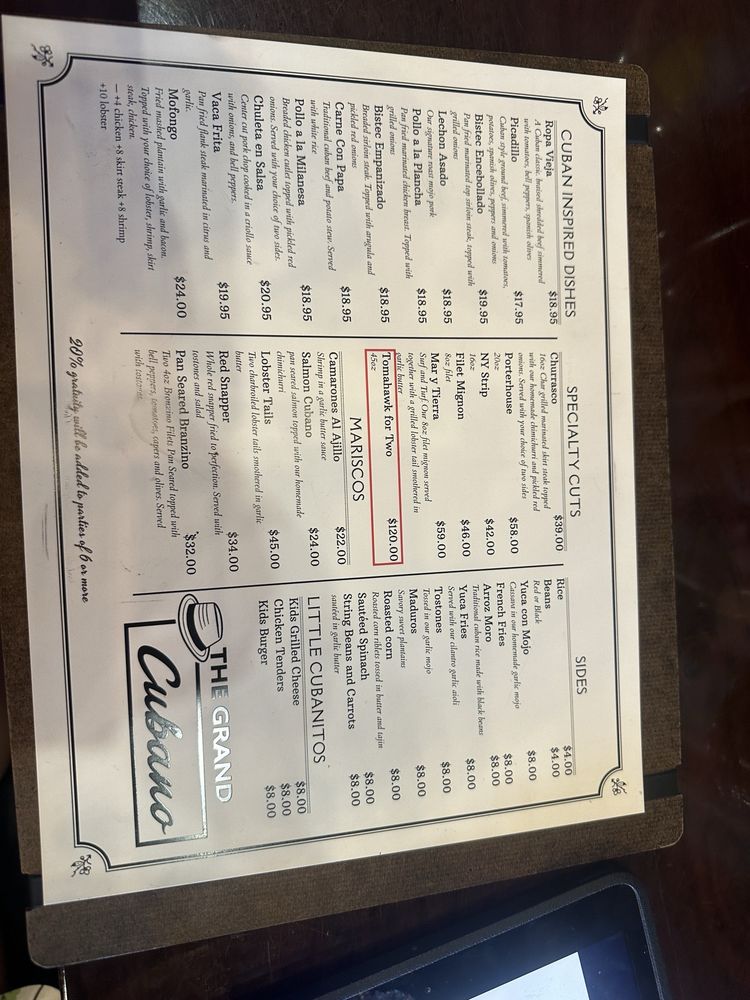 CUBAN INSPIRED DISHES
Ropa Vieja $18.95
A Cuban classic, braised shredded beef simmered
with tomatoes, bell peppers, spanish olives
Picadillo $17.95
Cuban style ground beef, simmered with tomatoes,
potatoes, spanish olives, peppers and onions
Bistec Encebollado $19.95
Pan fried marinated top sirloin steak, topped with
grilled onions
Lechon Asado $18.95
Our signature roast mojo pork
Pollo a la Plancha $18.95
Pan fried marinated chicken breast. Topped with
grilled onions
Bistec Empanizado $18.95
Breaded sirloin steak. Topped with arugula and
pickled red onions
Carne Con Papa $18.95
Traditional cuban beef and potato stew. Served
with white rice
Pollo a la Milanesa $18.95
Breaded chicken cutlet topped with pickled red
onions. Served with your choice of two sides.
Chuleta en Salsa $20.95
Center cut pork chop cooked in a criollo sauce
with onions, and bell peppers.
Vaca Frita $19.95
Pan fried flank steak marinated in citrus and
garlic.
Mofongo $24.00
Fried mashed plantain with garlic and bacon.
Topped with your choice of lobster, shrimp, skirt
steak, chicken.
— +4 chicken +8 skirt steak +8 shrimp
+10 lobster
SPECIALTY CUTS
Churrasco $39.00
16oz Char grilled marinated skirt steak topped
with our homemade chimichurri and pickled red
onions. Served with your choice of two sides
Porterhouse $58.00
20oz
NY Strip $42.00
16oz
Filet Mignon $46.00
8oz filet
Mar y Tierra $59.00
Surf and Turf. Our 8oz filet mignon served
together with a grilled lobster tail smothered in
garlic butter
Tomahawk for Two $120.00
45oz
MARISCOS
Camarones Al Ajillo $22.00
Shrimp in a garlic butter sauce
Salmon Cubano $24.00
pan seared salmon topped with our homemade
chimichurri
Lobster Tails $45.00
Two charboiled lobster tails smothered in garlic
butter
Red Snapper $34.00
Whole red snapper fried to perfection. Served with
tostones and salad
Pan Seared Branzino $32.00
Two 4oz Branzino Filets Pan Seared topped with
bell peppers, tomatoes, capers and olives. Served
with
SIDES
Rice $4.00
Beans $4.00
Red or Black
Yuca con Mojo $8.00
Cassava in our homemade garlic mojo
French Fries $8.00
Arroz Moro $8.00
Traditional cuban rice made with black beans
Yuca Fries $8.00
Served with our cilantro garlic aioli
Tostones $8.00
Tossed in our garlic mojo
Maduros $8.00
Savory sweet plantains
Roasted corn $8.00
Roasted corn riblets tossed in butter and tajin
Sautéed Spinach $8.00
String Beans and Carrots $8.00
sautéed in garlic butter
LITTLE CUBANITOS
Kids Grilled Cheese $8.00
Chicken Tenders $8.00
Kids Burger $8.00
THE GRAND
Cubano
20% gratuity will be added to parties of 6 or more